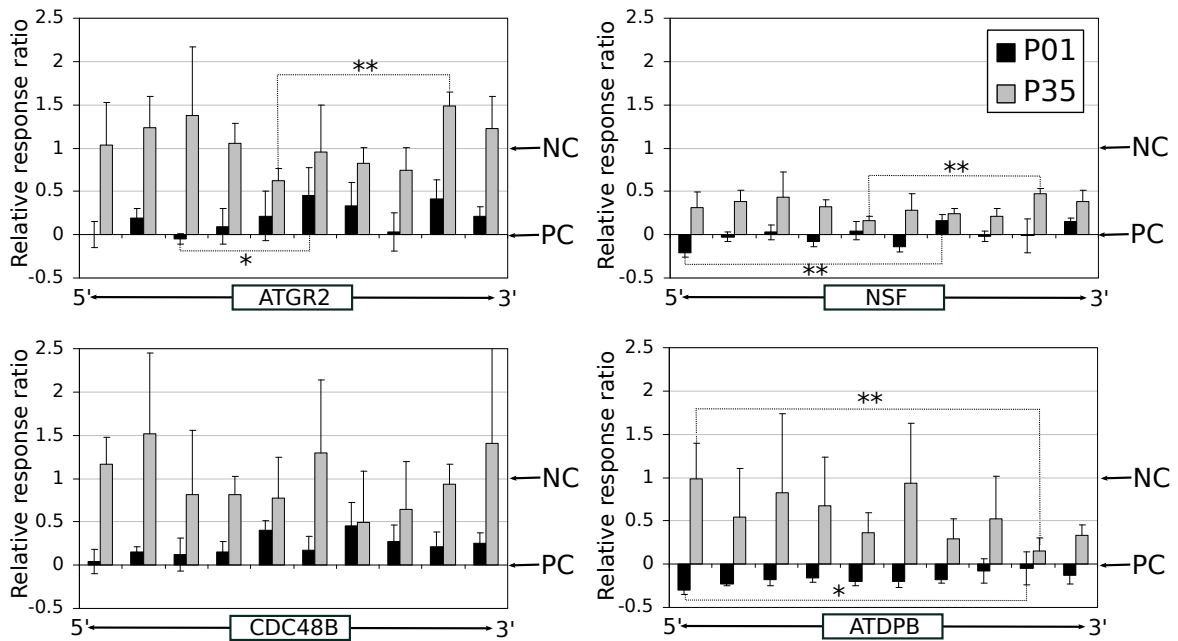 Relative response ratio
2.5
2
1.5
1
0.5
0
-0.5
**
*
NC
PC
5'
ATGR2
3'
Relative response ratio
2.5
2
1.5
1
0.5
0
-0.5
P01
P35
**
**
NC
PC
5'
NSF
3'
Relative response ratio
2.5
2
1.5
1
0.5
0
-0.5
NC
PC
5'
CDC48B
3'
Relative response ratio
2.5
2
1.5
1
0.5
0
-0.5
**
*
NC
PC
5'
ATDPB
3'